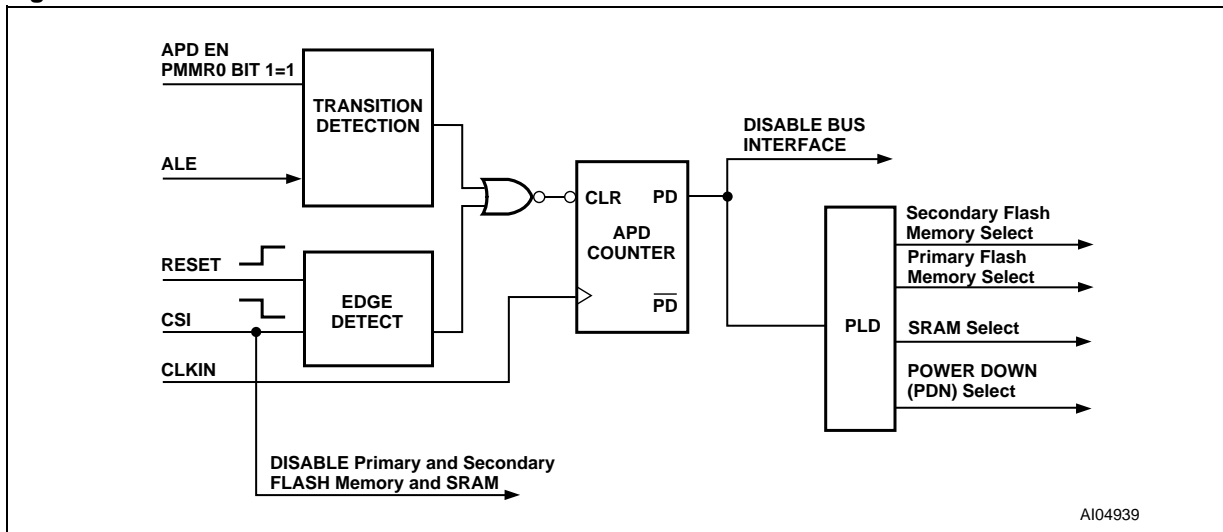 APD EN
PMMR0 BIT 1=1
TRANSITION
DETECTION
ALE
RESET
CSI
CLKIN
EDGE
DETECT
CLR
PD
APD
COUNTER
PD
DISABLE BUS
INTERFACE
PLD
Secondary Flash
Memory Select
Primary Flash
Memory Select
SRAM Select
POWER DOWN
(PDN) Select
DISABLE Primary and Secondary
FLASH Memory and SRAM
AI04939